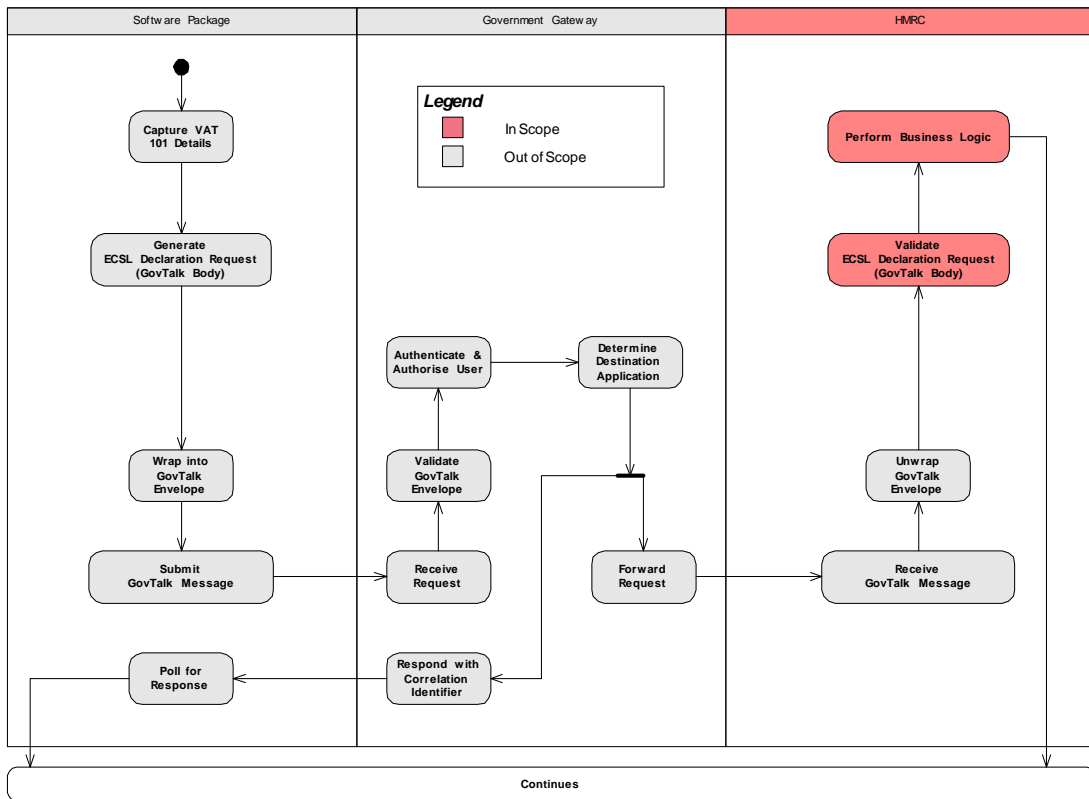 Software Package
Government Gateway
HMRC
Legend
In Scope
Out of Scope
Capture VAT
101 Details
Generate
ECSL Declaration Request
(GovTalk Body)
Wrap into
GovTalk
Envelope
Submit
GovTalk Message
Poll for
Response
Authenticate &
Authorise User
Determine
Destination
Application
Validate
GovTalk
Envelope
Receive
Request
Forward
Request
Respond with
Correlation
Identifier
Perform Business Logic
Validate
ECSL Declaration Request
(GovTalk Body)
Unwrap
GovTalk
Envelope
Receive
GovTalk Message
Continues